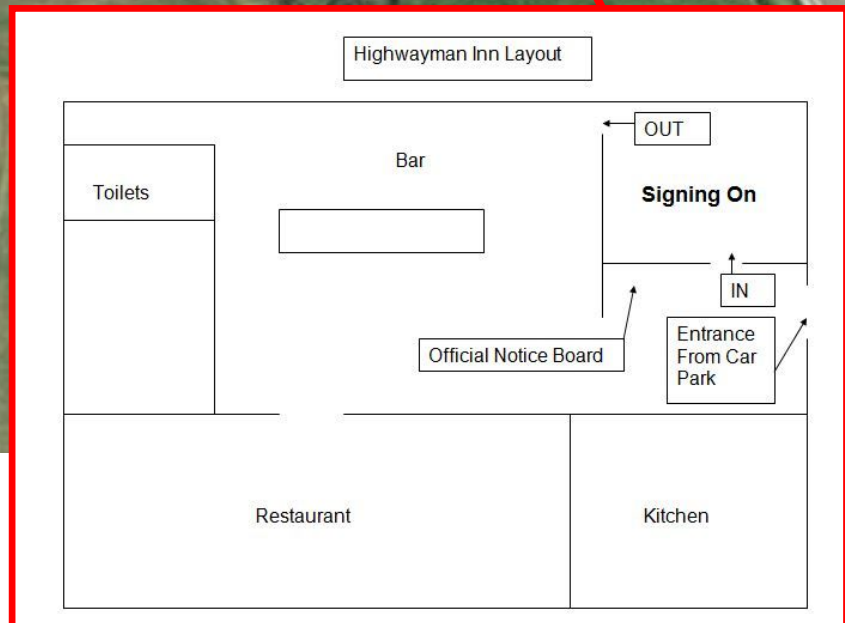 Highwayman Inn Layout
OUT
Bar
Toilets
Signing On
IN
Entrance
From Car
Park
Official Notice Board
Restaurant
Kitchen